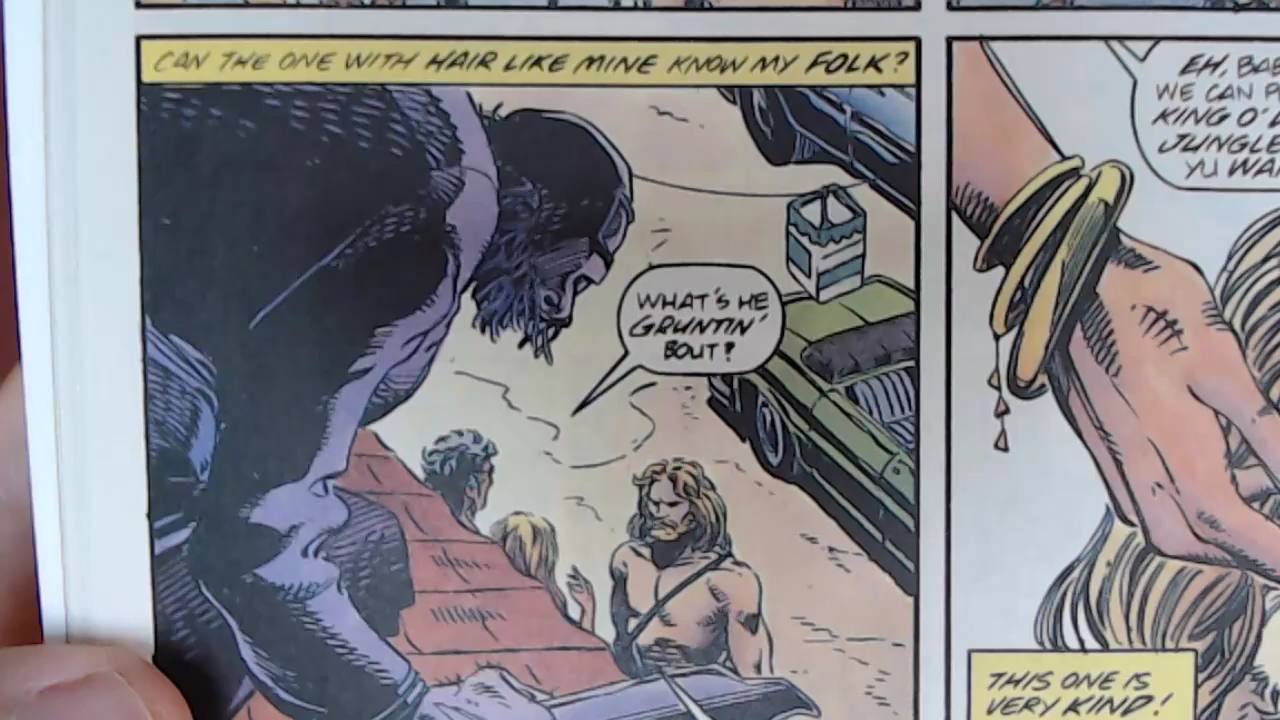 CAN THE ONE WITH HAIR LIKE MINE KNOW MY FOLK?
WHAT'S HE
GRUNTIN'
BOUT?
EH,
WE CAN
KING O'
JUNGLE
YU
THIS ONE IS
VERY KIND!